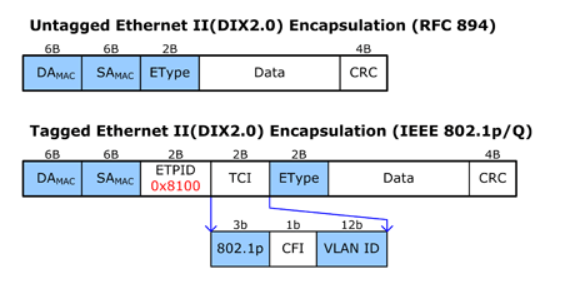 Untagged Ethernet II(DIX2.0) Encapsulation (RFC 894)
6B 6B 2B 4B
DAMAC SAMAC EType Data CRC
Tagged Ethernet II(DIX2.0) Encapsulation (IEEE 802.1p/Q)
6B 6B 2B 2B 2B 4B
DAMAC SAMAC ETPID TCI EType Data CRC
0x8100
3b 1b 12b
802.1p CFI VLAN ID